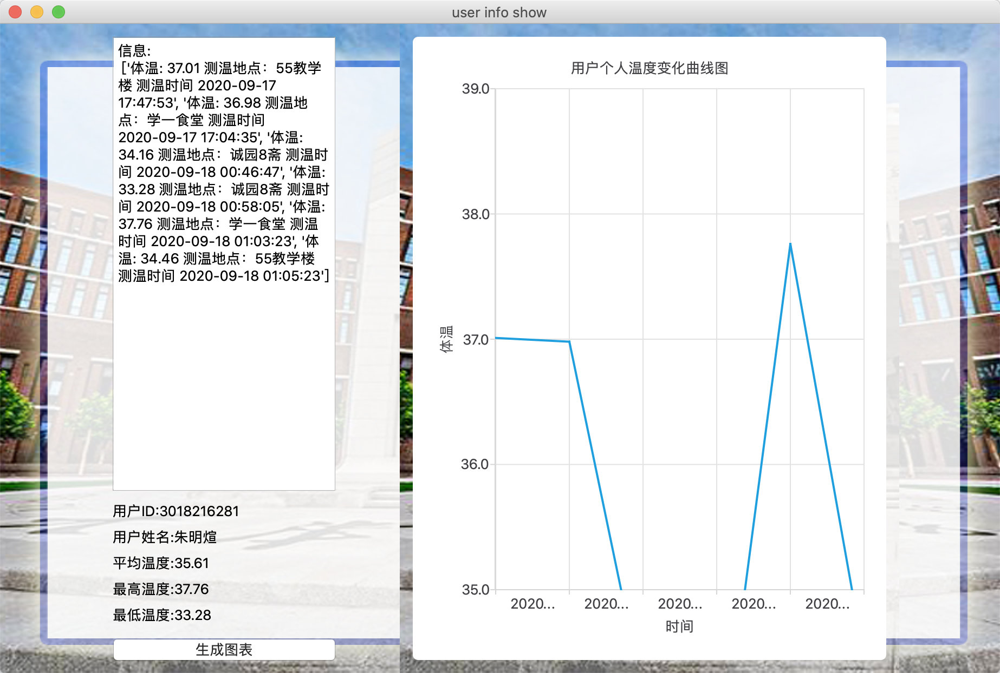 user info show
信息:
['体温: 37.01 测温地点：55教学
楼 测温时间 2020-09-17
17:47:53', '体温: 36.98 测温地
点：学一食堂 测温时间
2020-09-17 17:04:35', '体温:
34.16 测温地点：诚园8斋 测温时
间 2020-09-18 00:46:47', '体温:
33.28 测温地点：诚园8斋 测温时
间 2020-09-18 00:58:05', '体温:
37.76 测温地点：学一食堂 测温
时间 2020-09-18 01:03:23', '体
温: 34.46 测温地点：55教学楼
测温时间 2020-09-18 01:05:23']
用户ID:3018216281
用户姓名:朱明煊
平均温度:35.61
最高温度:37.76
最低温度:33.28
生成图表
用户个人温度变化曲线图
39.0
38.0
37.0
36.0
35.0
体温
2020... 2020... 2020... 2020... 2020...
时间